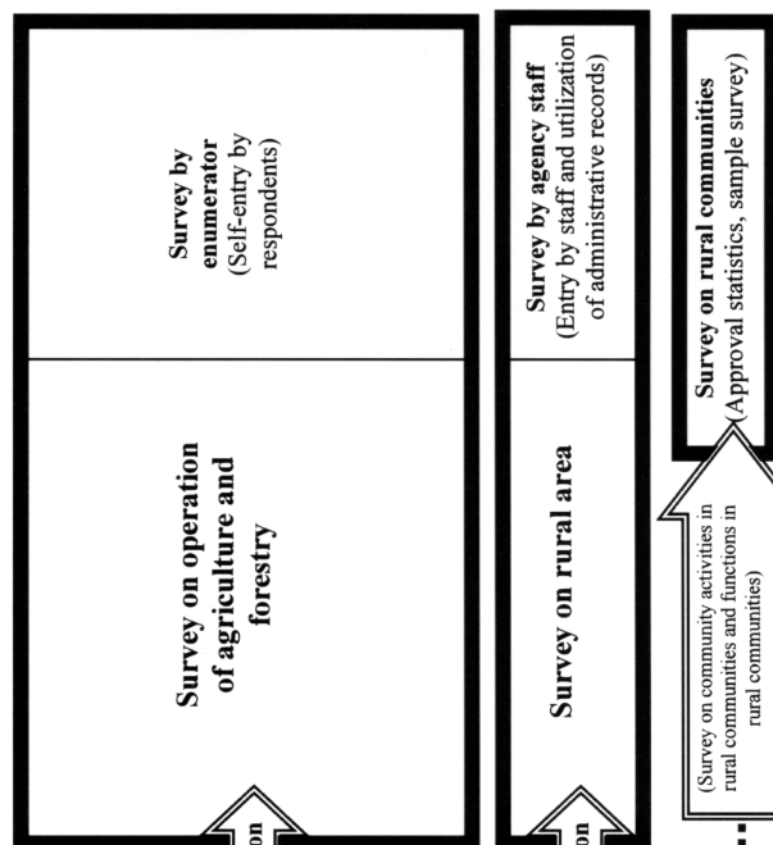 Survey on operation
of agriculture and
forestry
Survey by
enumerator
(Self-entry by
respondents)
on
Survey on rural area
Survey by agency staff
(Entry by staff and utilization
of administrative records)
on
(Survey on community activities in
rural communities and functions in
rural communities)
Survey on rural communities
(Approval statistics, sample survey)